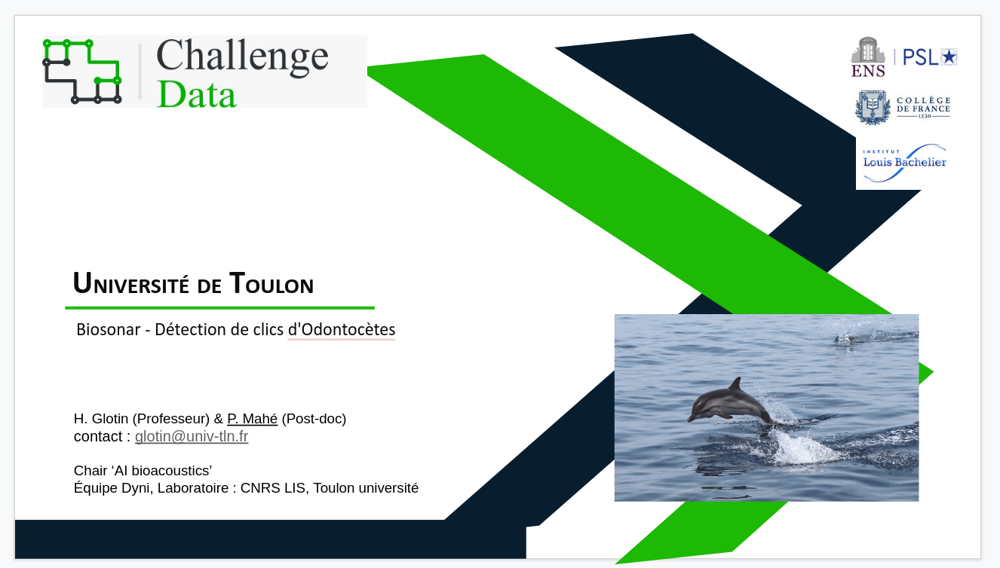 Challenge
Data
ENS | PSL
COLLÈGE
DE FRANCE
1530
INSTITUT
Louis Bachelier
Université de Toulon
Biosonar - Détection de clics d'Odontocètes
H. Glotin (Professeur) & P. Mahé (Post-doc)
contact : glotin@univ-tln.fr
Chair ‘AI bioacoustics’
Équipe Dyni, Laboratoire : CNRS LIS, Toulon université